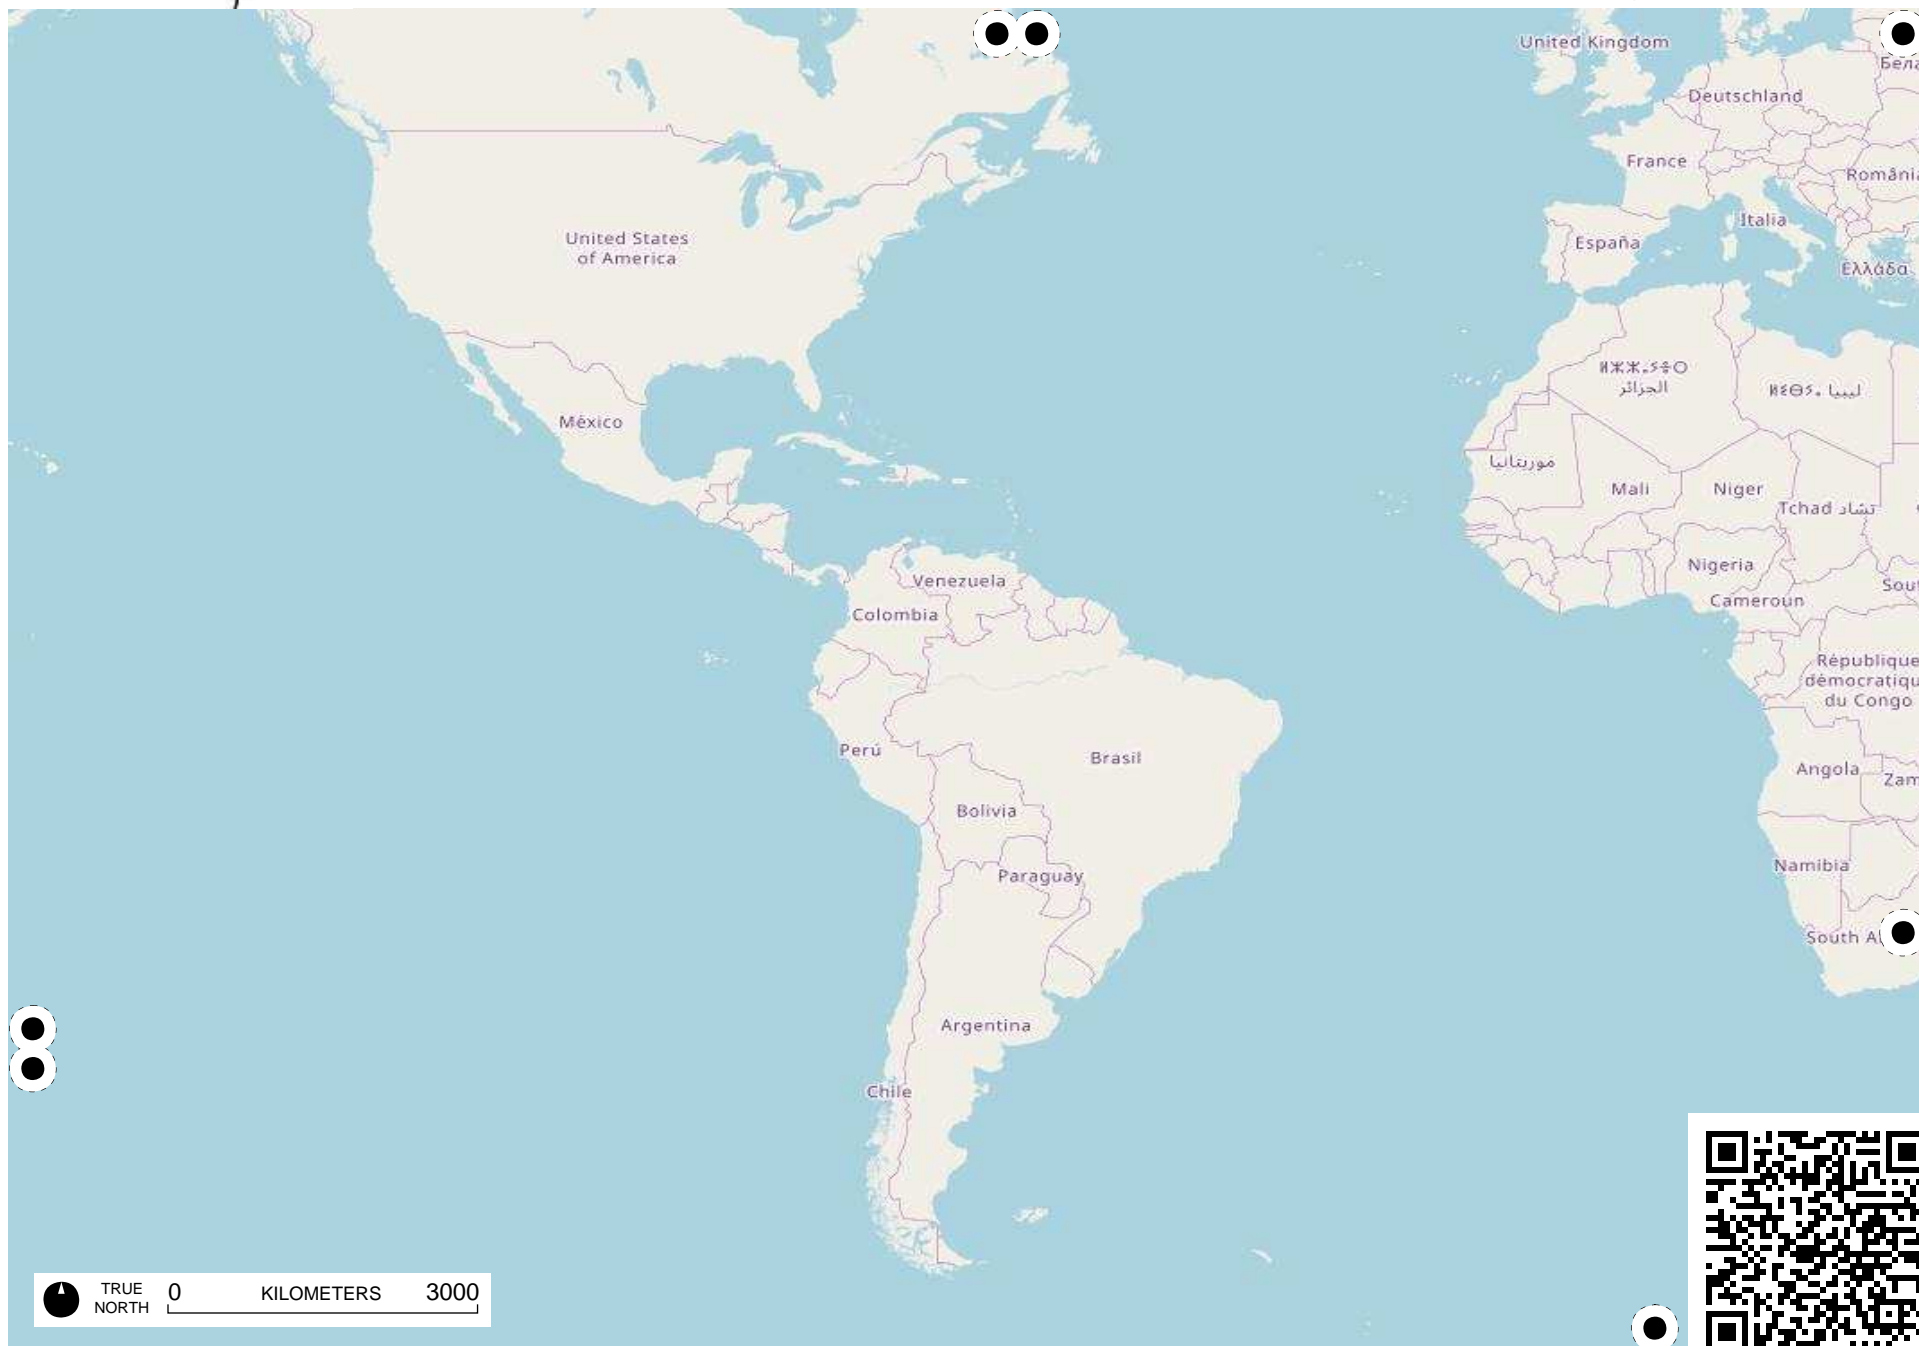 United Kingdom
Бела
Deutschland
France
România
Italia
España
Ελλάδα
United States
of America
ⵍⵣⵣⴰⵢⴻⵔ
الجزائر
ⵍⵉⴱⵢⴰ ليبيا
México
موريتانيا
Mali
Niger
Tchad تشاد
Nigeria
Sout
Cameroun
Venezuela
Colombia
République
démocratiqu
du Congo
Perú
Brasil
Angola
Zam
Bolivia
Namibia
Paraguay
South A
Argentina
Chile
TRUE
NORTH
0 KILOMETERS 3000